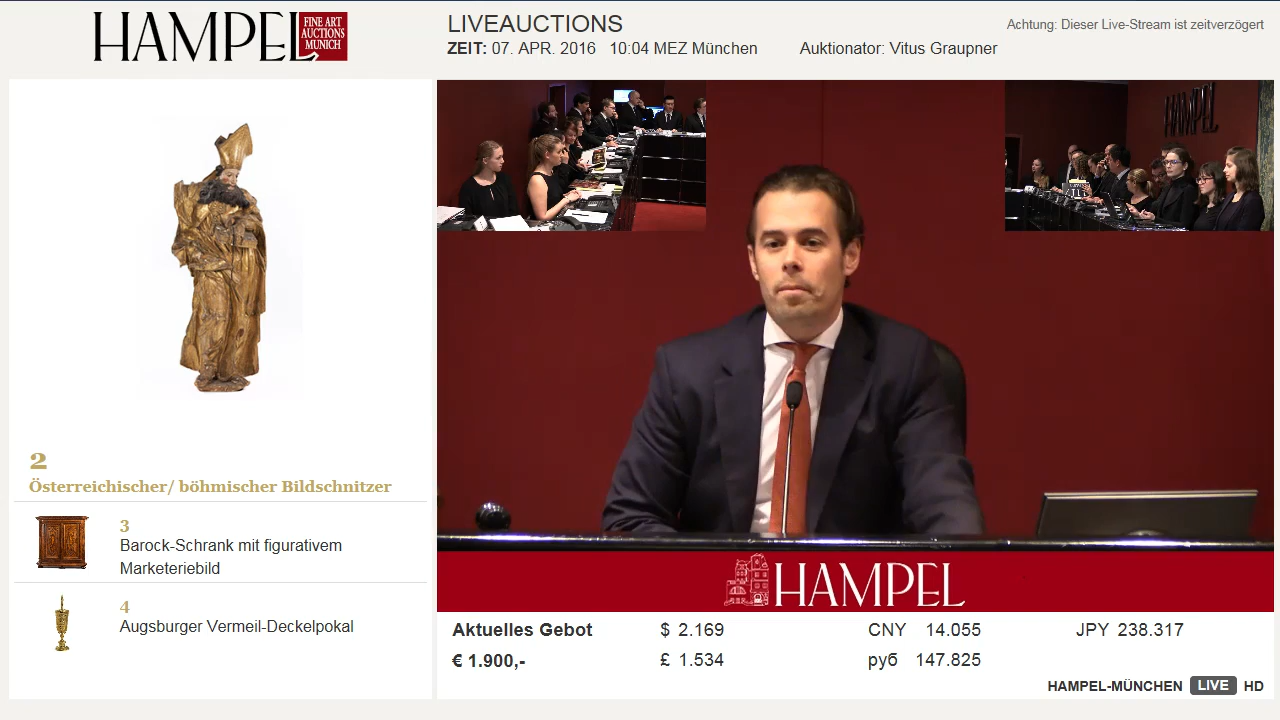 HAMPEL
FINE ART
AUCTIONS
MUNICH
LIVEAUCTIONS
ZEIT: 07. APR. 2016 10:04 MEZ München
Auktionator: Vitus Graupner
Achtung: Dieser Live-Stream ist zeitverzögert
HAMPEL
2
Österreichischer/ böhmischer Bildschnitzer
3
Barock-Schrank mit figurativem
Marketeriebild
4
Augsburger Vermeil-Deckelpokal
HAMPEL
Aktuelles Gebot $ 2.169 CNY 14.055 JPY 238.317
€ 1.900,- £ 1.534 руб 147.825
HAMPEL-MÜNCHEN LIVE HD